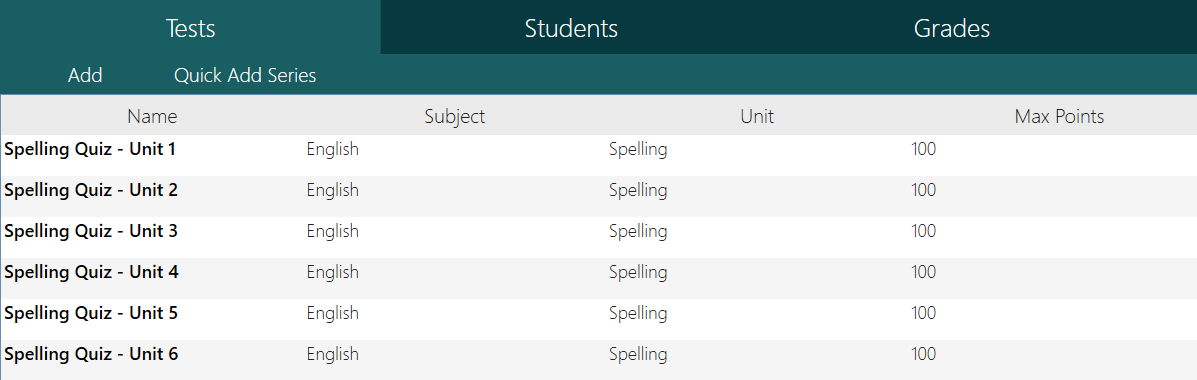 Tests Students Grades
Add Quick Add Series
Name Subject Unit Max Points
Spelling Quiz - Unit 1 English Spelling 100
Spelling Quiz - Unit 2 English Spelling 100
Spelling Quiz - Unit 3 English Spelling 100
Spelling Quiz - Unit 4 English Spelling 100
Spelling Quiz - Unit 5 English Spelling 100
Spelling Quiz - Unit 6 English Spelling 100